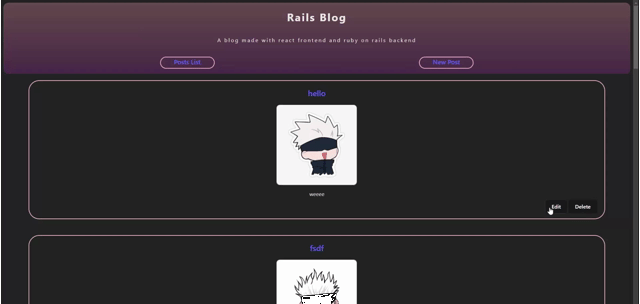 Rails Blog
A blog made with react frontend and ruby on rails backend
Posts List New Post
hello
weeee
Edit Delete
fsdf